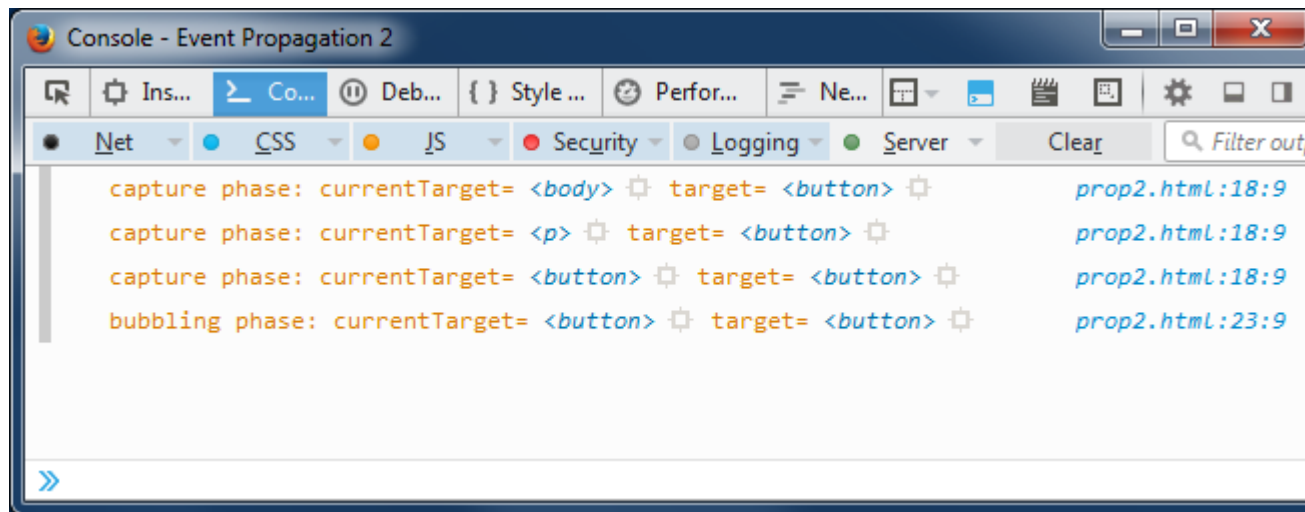 Console - Event Propagation 2
Ins... Co... Deb... { } Style ... Perfor... Ne...
Net CSS JS Security Logging Server Clear Filter out
capture phase: currentTarget= <body> target= <button> prop2.html:18:9
capture phase: currentTarget= <p> target= <button> prop2.html:18:9
capture phase: currentTarget= <button> target= <button> prop2.html:18:9
bubbling phase: currentTarget= <button> target= <button> prop2.html:23:9